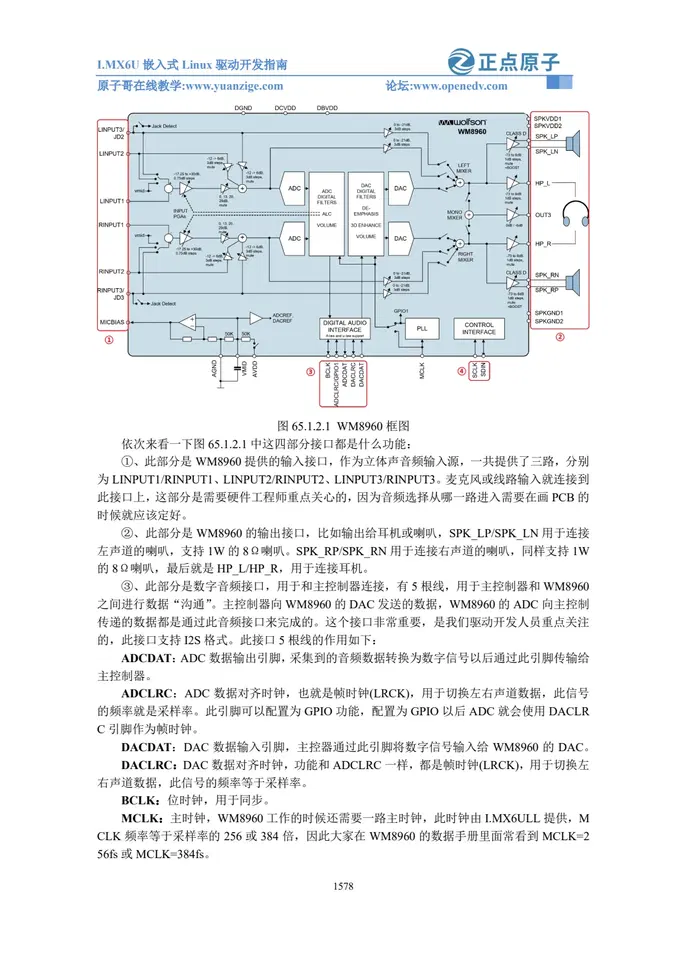 I.MX6U 嵌入式 Linux 驱动开发指南
正点原子
原子哥在线教学:www.yuanzige.com 论坛:www.openedv.com
DGND DCVDD DBVDD
wolfson
WM8960
LINPUT3/
JD2
Jack Detect
LINPUT2
LINPUT1
RINPUT1
RINPUT2
RINPUT3/
JD3
Jack Detect
MICBIAS
①
INPUT
PGAs
ADC
ADC
ADC
DIGITAL
FILTERS
ALC
VOLUME
DAC
DIGITAL
FILTERS
DE-
EMPHASIS
3D ENHANCE
VOLUME
DAC
DAC
LEFT
MIXER
MONO
MIXER
RIGHT
MIXER
CLASS D
CLASS D
SPKVDD1
SPKVDD2
SPK_LP
SPK_LN
HP_L
OUT3
HP_R
SPK_RN
SPK_RP
SPKGND1
SPKGND2
②
ADCREF
DACREF
50K 50K
AGND
VMID
AVDD
DIGITAL AUDIO
INTERFACE
GPIO1
PLL
CONTROL
INTERFACE
③
BCLK
ADCLRC/GPIO1
ADCDAT
DACLRC
DACDAT
MCLK
④
SCLK
SDIN
图 65.1.2.1 WM8960 框图
依次来看一下图 65.1.2.1 中这四部分接口都是什么功能：
①、此部分是 WM8960 提供的输入接口，作为立体声音频输入源，一共提供了三路，分别
为 LINPUT1/RINPUT1、LINPUT2/RINPUT2、LINPUT3/RINPUT3。麦克风或线路输入就连接到
此接口上，这部分是需要硬件工程师重点关心的，因为音频选择从哪一路进入需要在画 PCB 的
时候就应该定好。
②、此部分是 WM8960 的输出接口，比如输出给耳机或喇叭，SPK_LP/SPK_LN 用于连接
左声道的喇叭，支持 1W 的 8Ω喇叭。SPK_RP/SPK_RN 用于连接右声道的喇叭，同样支持 1W
的 8Ω喇叭，最后就是 HP_L/HP_R，用于连接耳机。
③、此部分是数字音频接口，用于和主控制器连接，有 5 根线，用于主控制器和 WM8960
之间进行数据“沟通”。主控制器向 WM8960 的 DAC 发送的数据，WM8960 的 ADC 向主控制
传递的数据都是通过此音频接口来完成的。这个接口非常重要，是我们驱动开发人员重点关注
的，此接口支持 I2S 格式。此接口 5 根线的作用如下：
ADCDAT：ADC 数据输出引脚，采集到的音频数据转换为数字信号以后通过此引脚传输给
主控制器。
ADCLRC：ADC 数据对齐时钟，也就是帧时钟(LRCK)，用于切换左右声道数据，此信号
的频率就是采样率。此引脚可以配置为 GPIO 功能，配置为 GPIO 以后 ADC 就会使用 DACLR
C 引脚作为帧时钟。
DACDAT：DAC 数据输入引脚，主控器通过此引脚将数字信号输入给 WM8960 的 DAC。
DACLRC：DAC 数据对齐时钟，功能和 ADCLRC 一样，都是帧时钟(LRCK)，用于切换左
右声道数据，此信号的频率等于采样率。
BCLK：位时钟，用于同步。
MCLK：主时钟，WM8960 工作的时候还需要一路主时钟，此时钟由 I.MX6ULL 提供，M
CLK 频率等于采样率的 256 或 384 倍，因此大家在 WM8960 的数据手册里面常看到 MCLK=2
56fs 或 MCLK=384fs。
1578